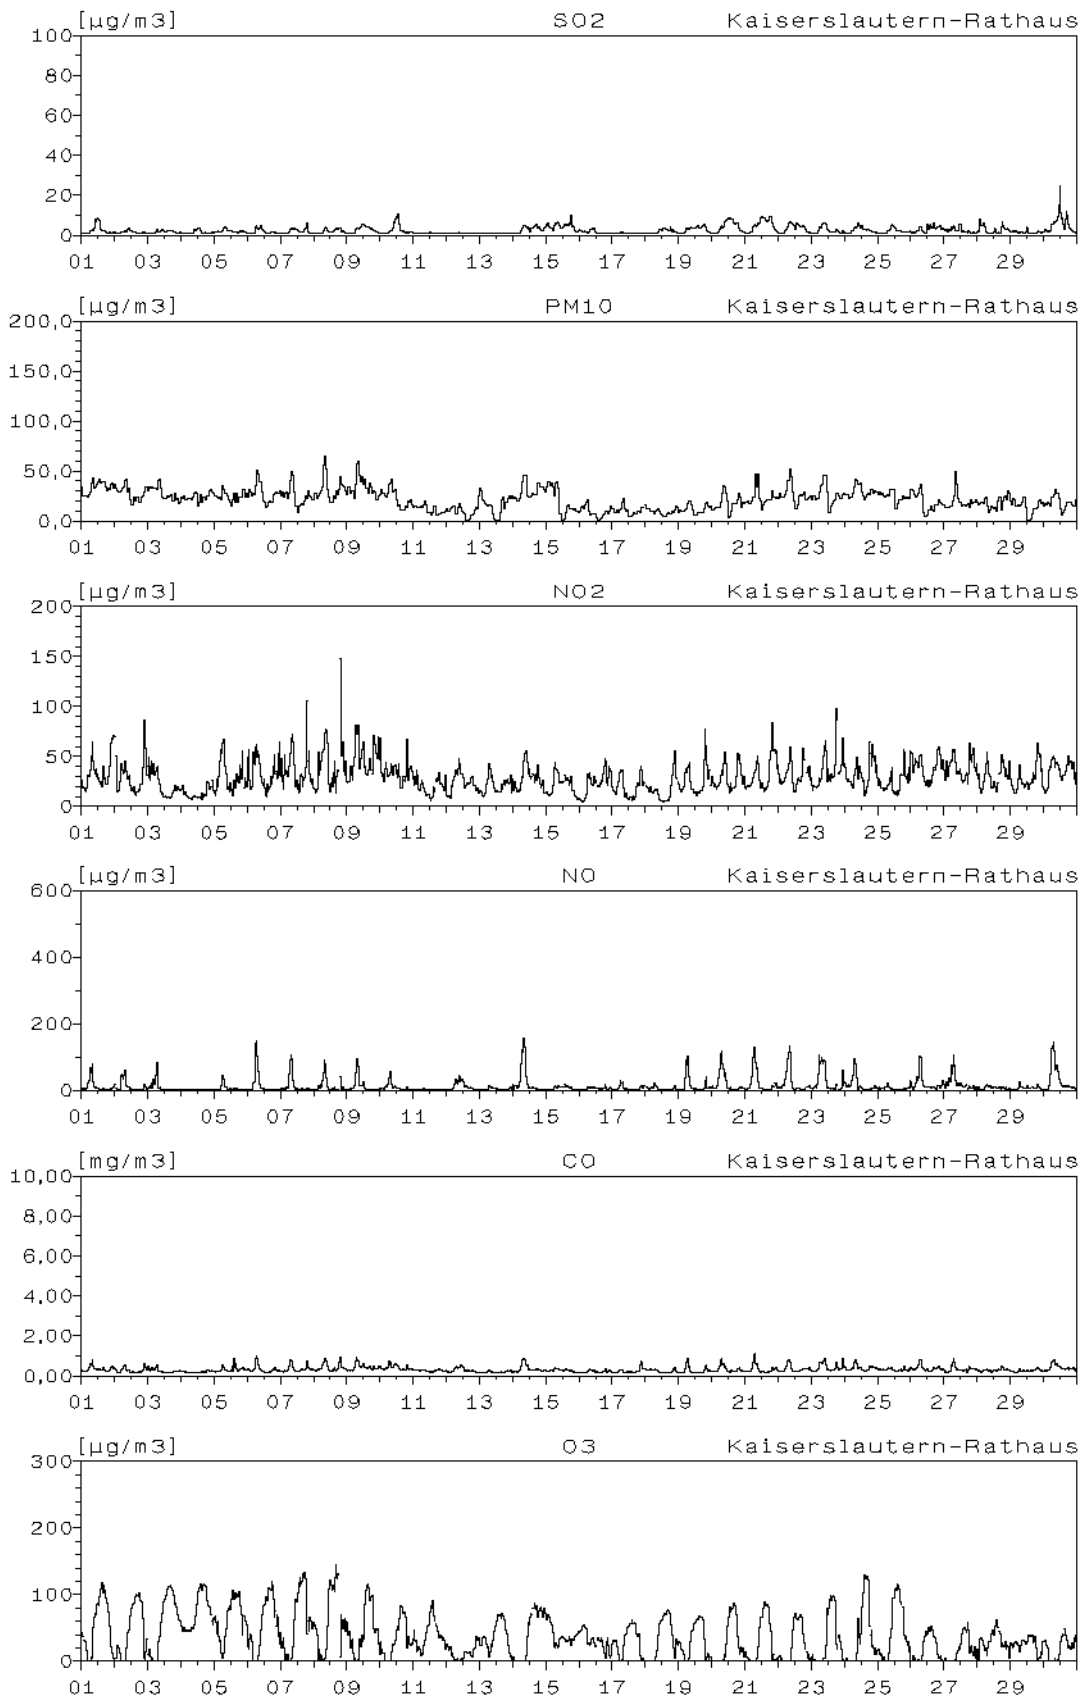 [µg/m3] SO2 Kaiserslautern-Rathaus
100
80
60
40
20
0
01 03 05 07 09 11 13 15 17 19 21 23 25 27 29
[µg/m3] PM10 Kaiserslautern-Rathaus
200,0
150,0
100,0
50,0
0,0
01 03 05 07 09 11 13 15 17 19 21 23 25 27 29
[µg/m3] NO2 Kaiserslautern-Rathaus
200
150
100
50
0
01 03 05 07 09 11 13 15 17 19 21 23 25 27 29
[µg/m3] NO Kaiserslautern-Rathaus
600
400
200
0
01 03 05 07 09 11 13 15 17 19 21 23 25 27 29
[mg/m3] CO Kaiserslautern-Rathaus
10,00
8,00
6,00
4,00
2,00
0,00
01 03 05 07 09 11 13 15 17 19 21 23 25 27 29
[µg/m3] O3 Kaiserslautern-Rathaus
300
200
100
0
01 03 05 07 09 11 13 15 17 19 21 23 25 27 29